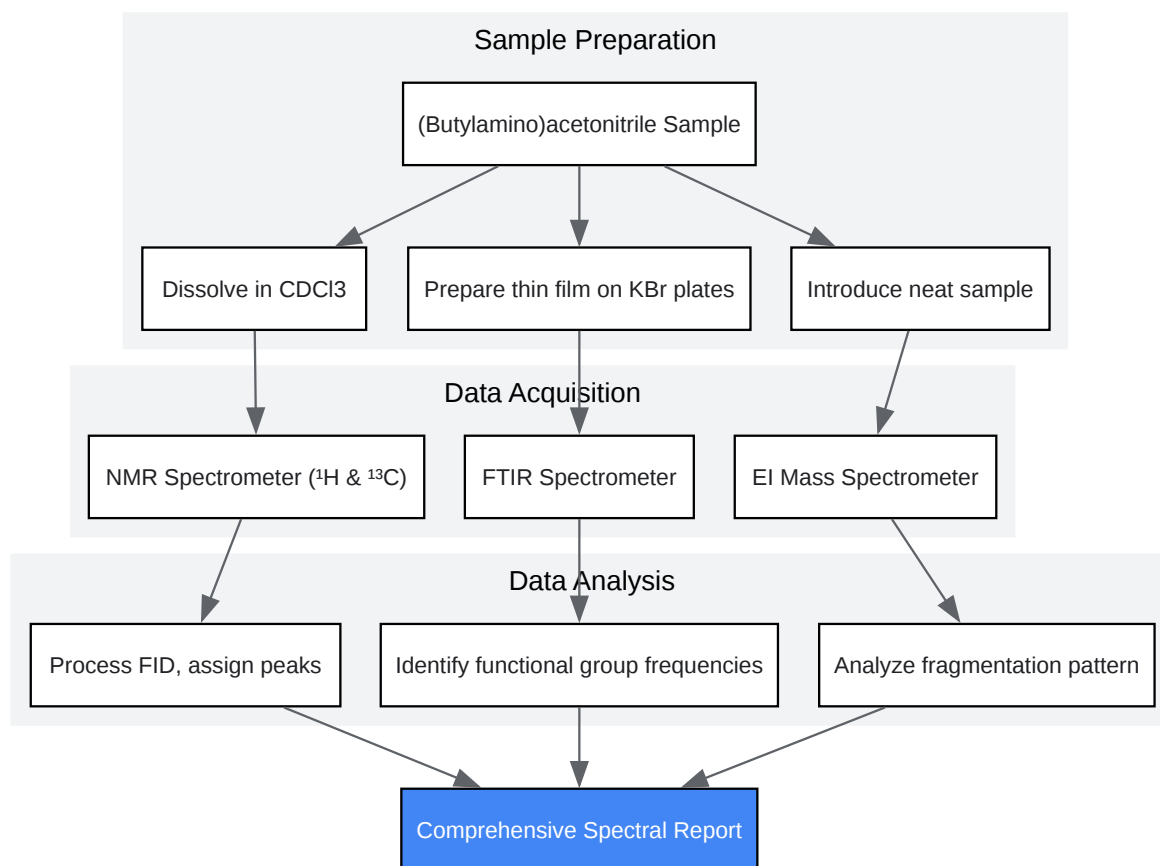 Sample Preparation
(Butylamino)acetonitrile Sample
Dissolve in CDCl3
Prepare thin film on KBr plates
Introduce neat sample
Data Acquisition
NMR Spectrometer (¹H & ¹³C)
FTIR Spectrometer
EI Mass Spectrometer
Data Analysis
Process FID, assign peaks
Identify functional group frequencies
Analyze fragmentation pattern
Comprehensive Spectral Report